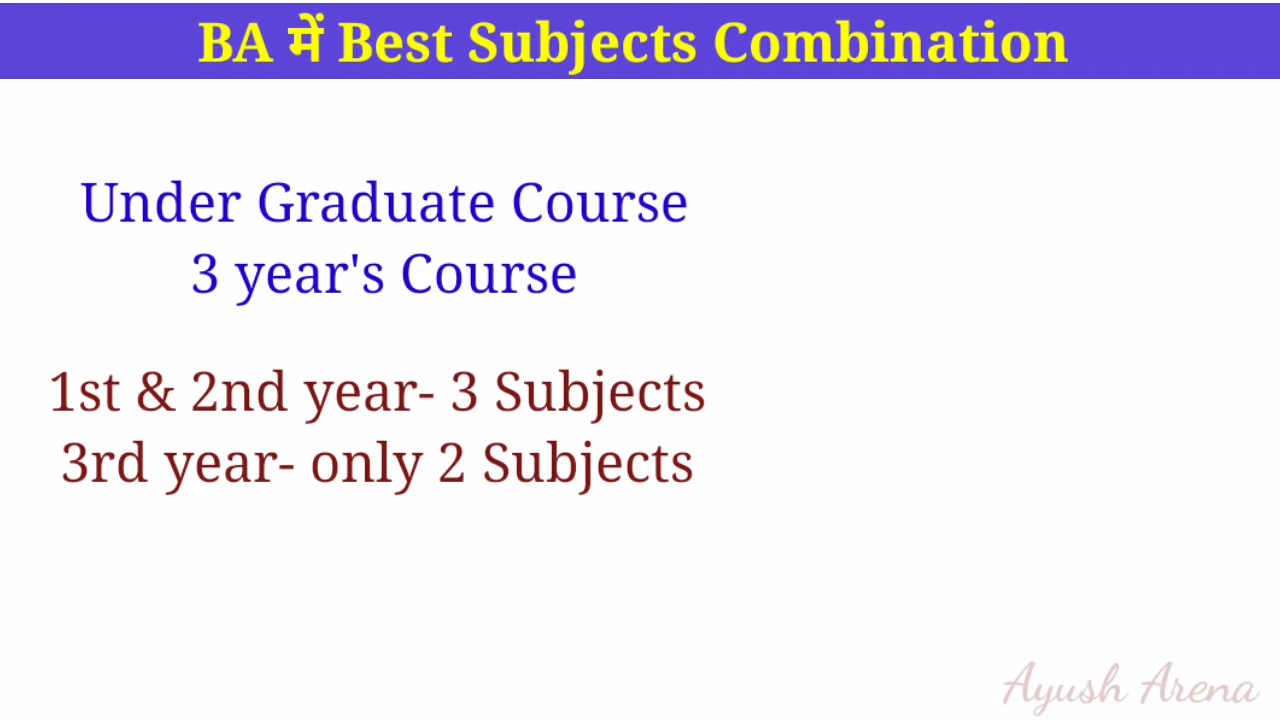 BA में Best Subjects Combination
Under Graduate Course
3 year's Course
1st & 2nd year- 3 Subjects
3rd year- only 2 Subjects
Ayush Arena